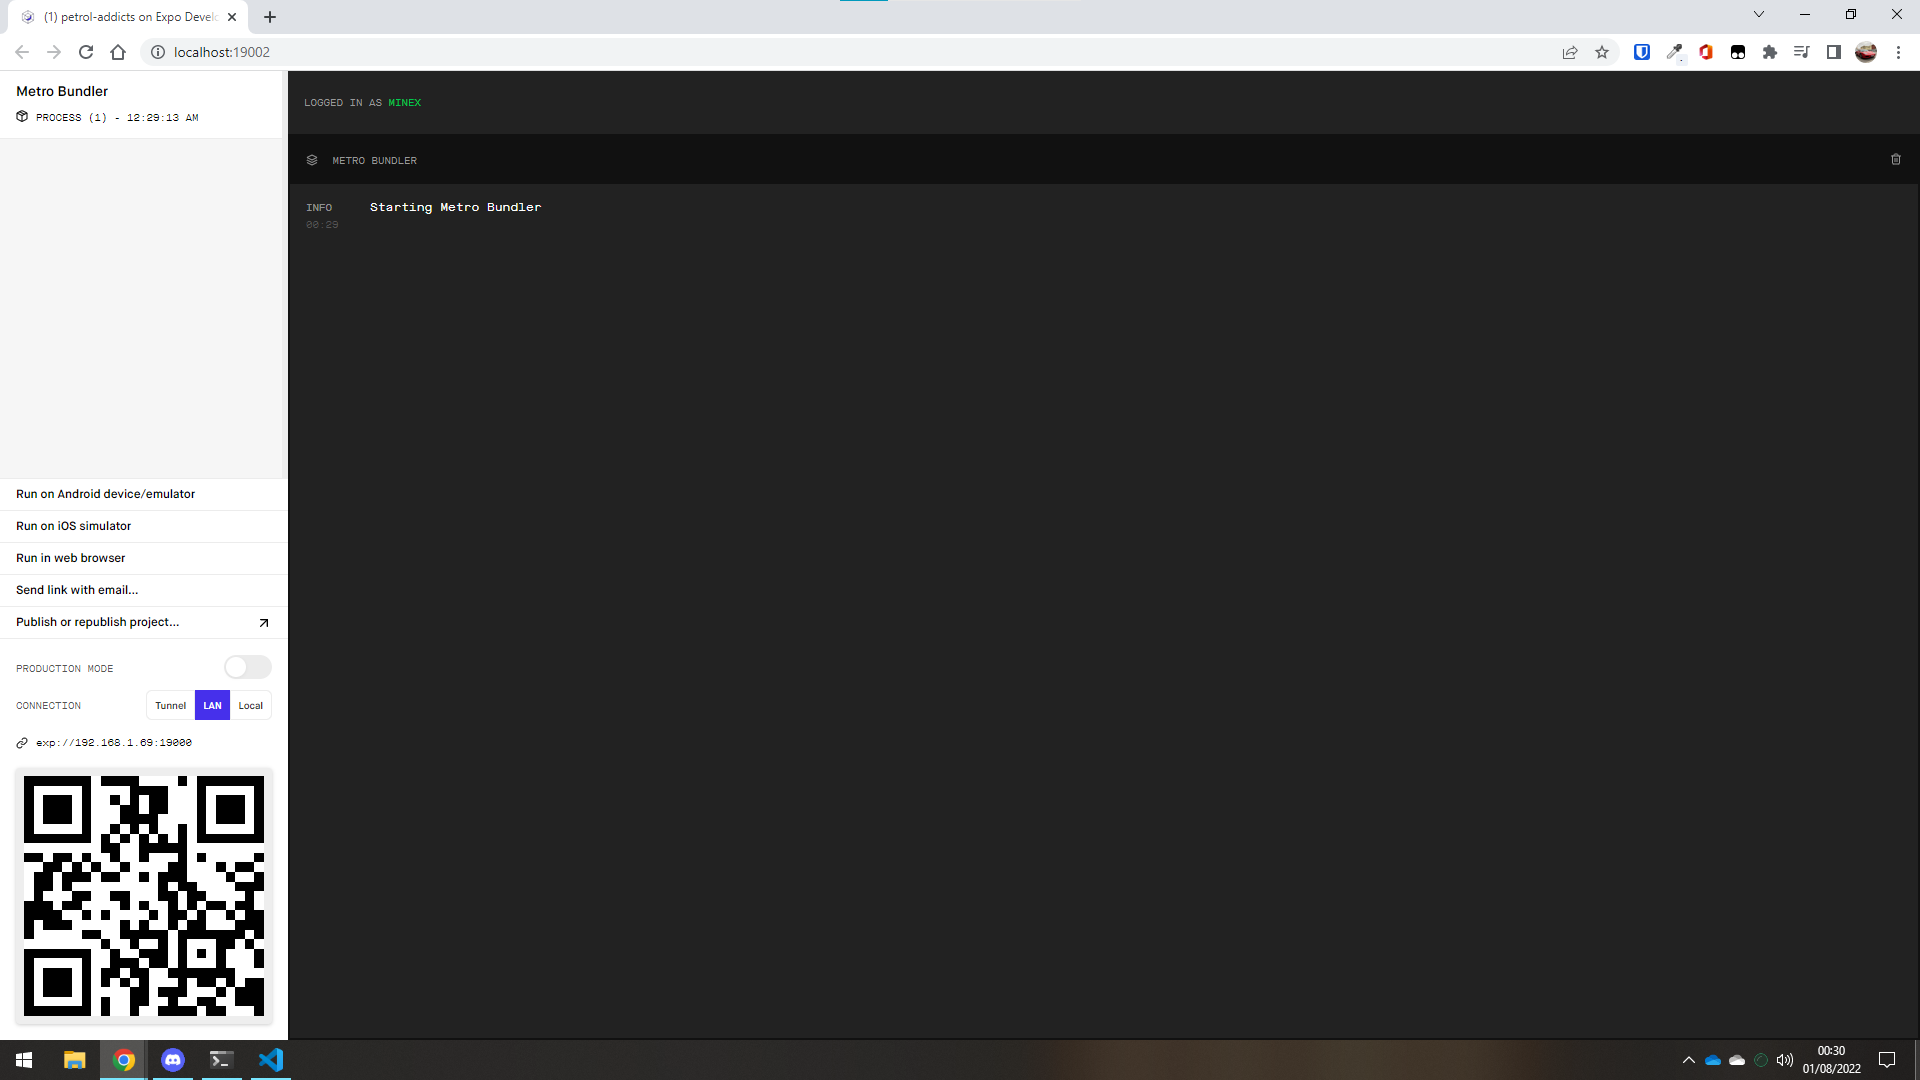 (1) petrol-addicts on Expo Develo
localhost:19002
Metro Bundler
PROCESS (1) - 12:29:13 AM
LOGGED IN AS MINEX
METRO BUNDLER
INFO Starting Metro Bundler
00:29
Run on Android device/emulator
Run on iOS simulator
Run in web browser
Send link with email...
Publish or republish project...
PRODUCTION MODE
CONNECTION Tunnel LAN Local
exp://192.168.1.69:19000
00:30
01/08/2022